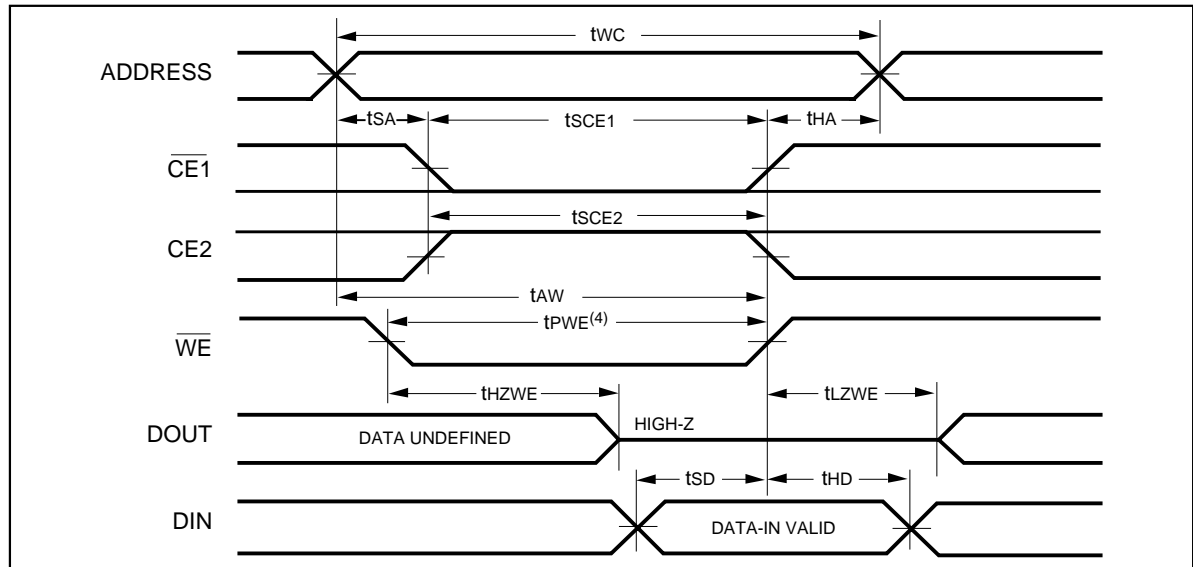 tWC
ADDRESS
tSA
tSCE1
tHA
CE1
tSCE2
CE2
tAW
tPWE(4)
WE
tHZWE
tLZWE
DOUT
DATA UNDEFINED
HIGH-Z
tSD
tHD
DIN
DATA-IN VALID